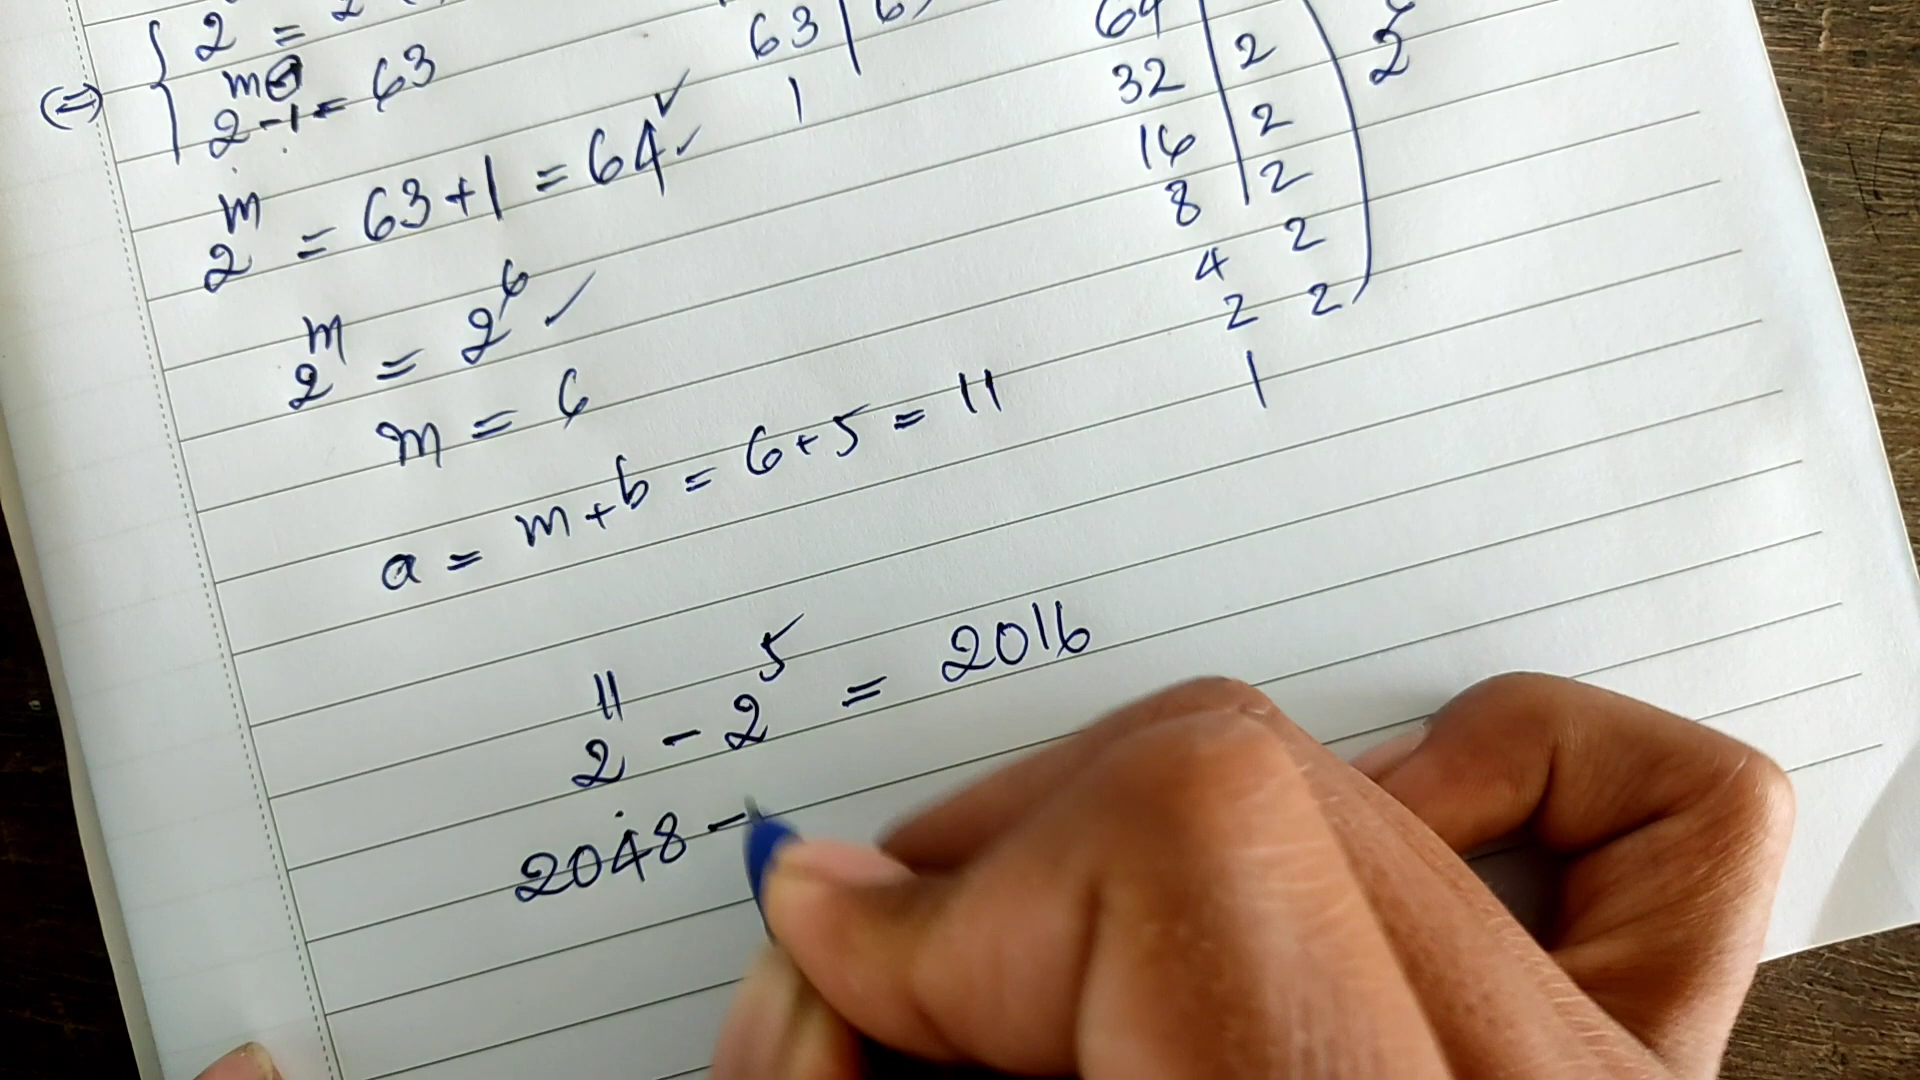 2 = 2
(=) 2^m - 1 = 63
2^m = 63 + 1 = 64 ✓ ✓
2^m = 2^6 ✓
m = 6
a = m + b = 6 + 5 = 11
2^11 - 2^5 = 2016
2048 -
63 |
1
64
32 | 2
16 | 2
8 | 2
4 2
2 2
1
2